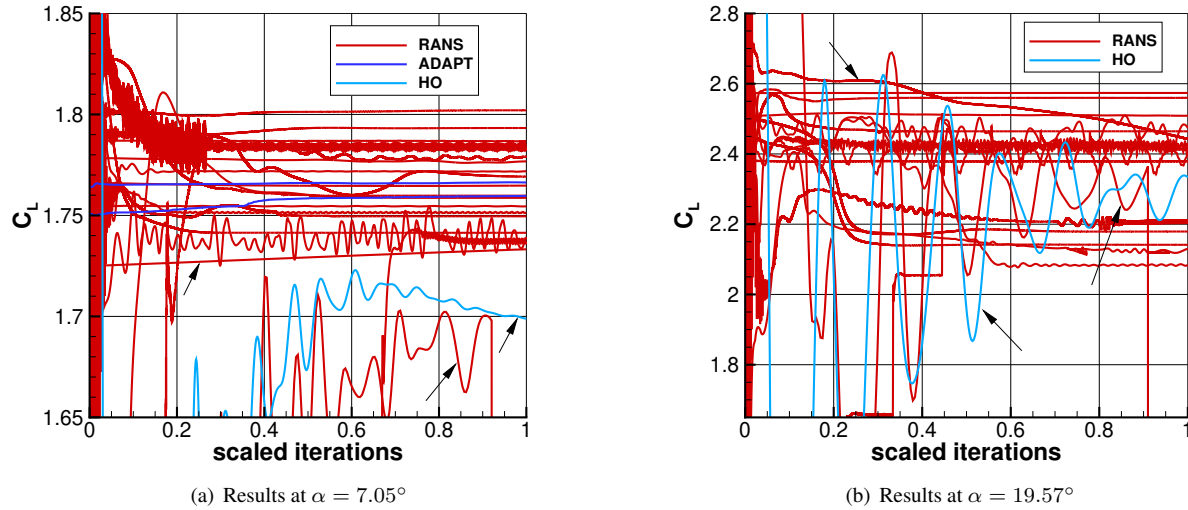 1.85
1.8
1.75
1.7
1.65
C_L
0
0.2
0.4
0.6
0.8
1
scaled iterations
RANS
ADAPT
HO
(a) Results at α = 7.05°
2.8
2.6
2.4
2.2
2
1.8
C_L
0
0.2
0.4
0.6
0.8
1
scaled iterations
RANS
HO
(b) Results at α = 19.57°